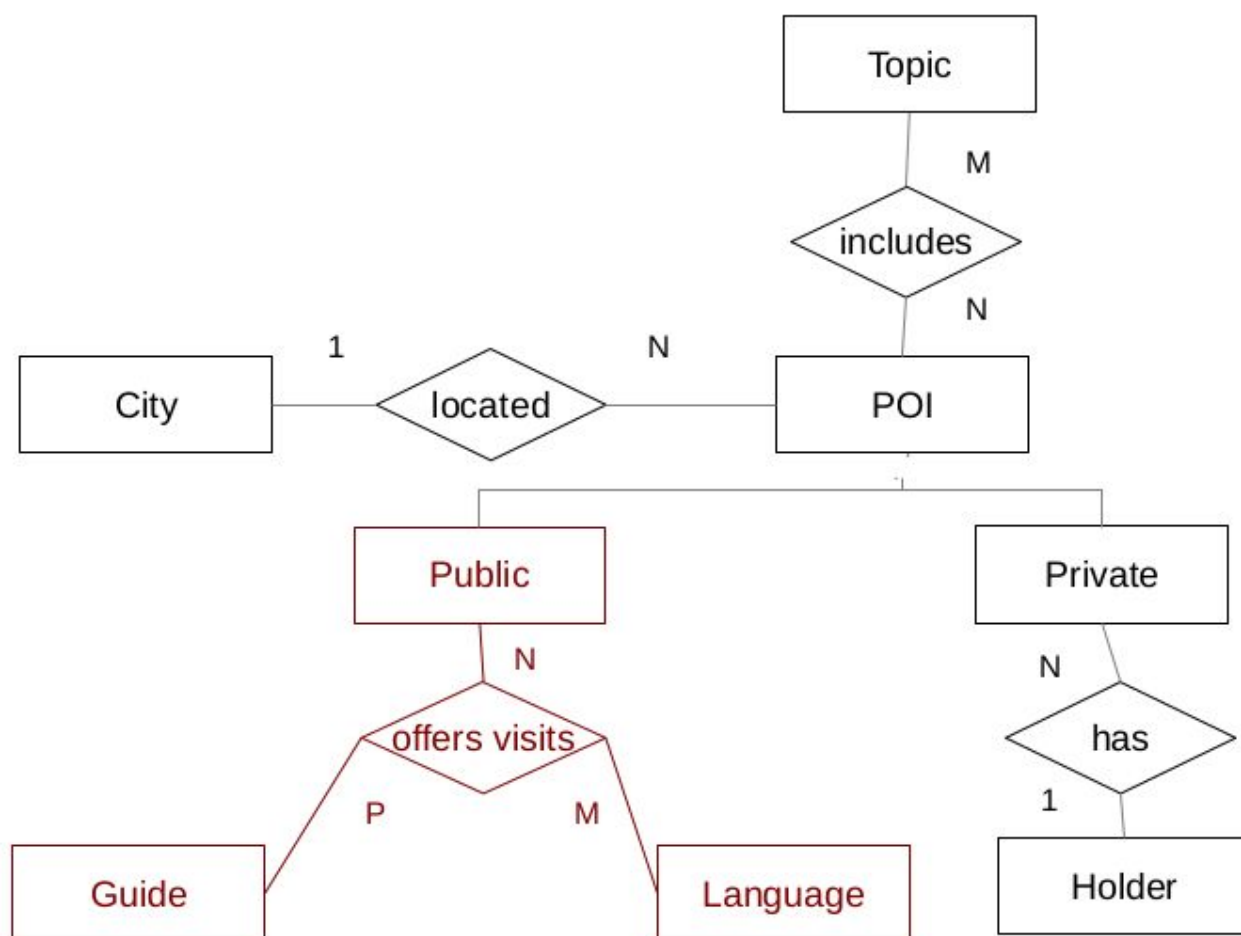 Topic
M
includes
N
1
N
City
located
POI
Public
Private
N
N
offers visits
has
P
M
1
Guide
Language
Holder